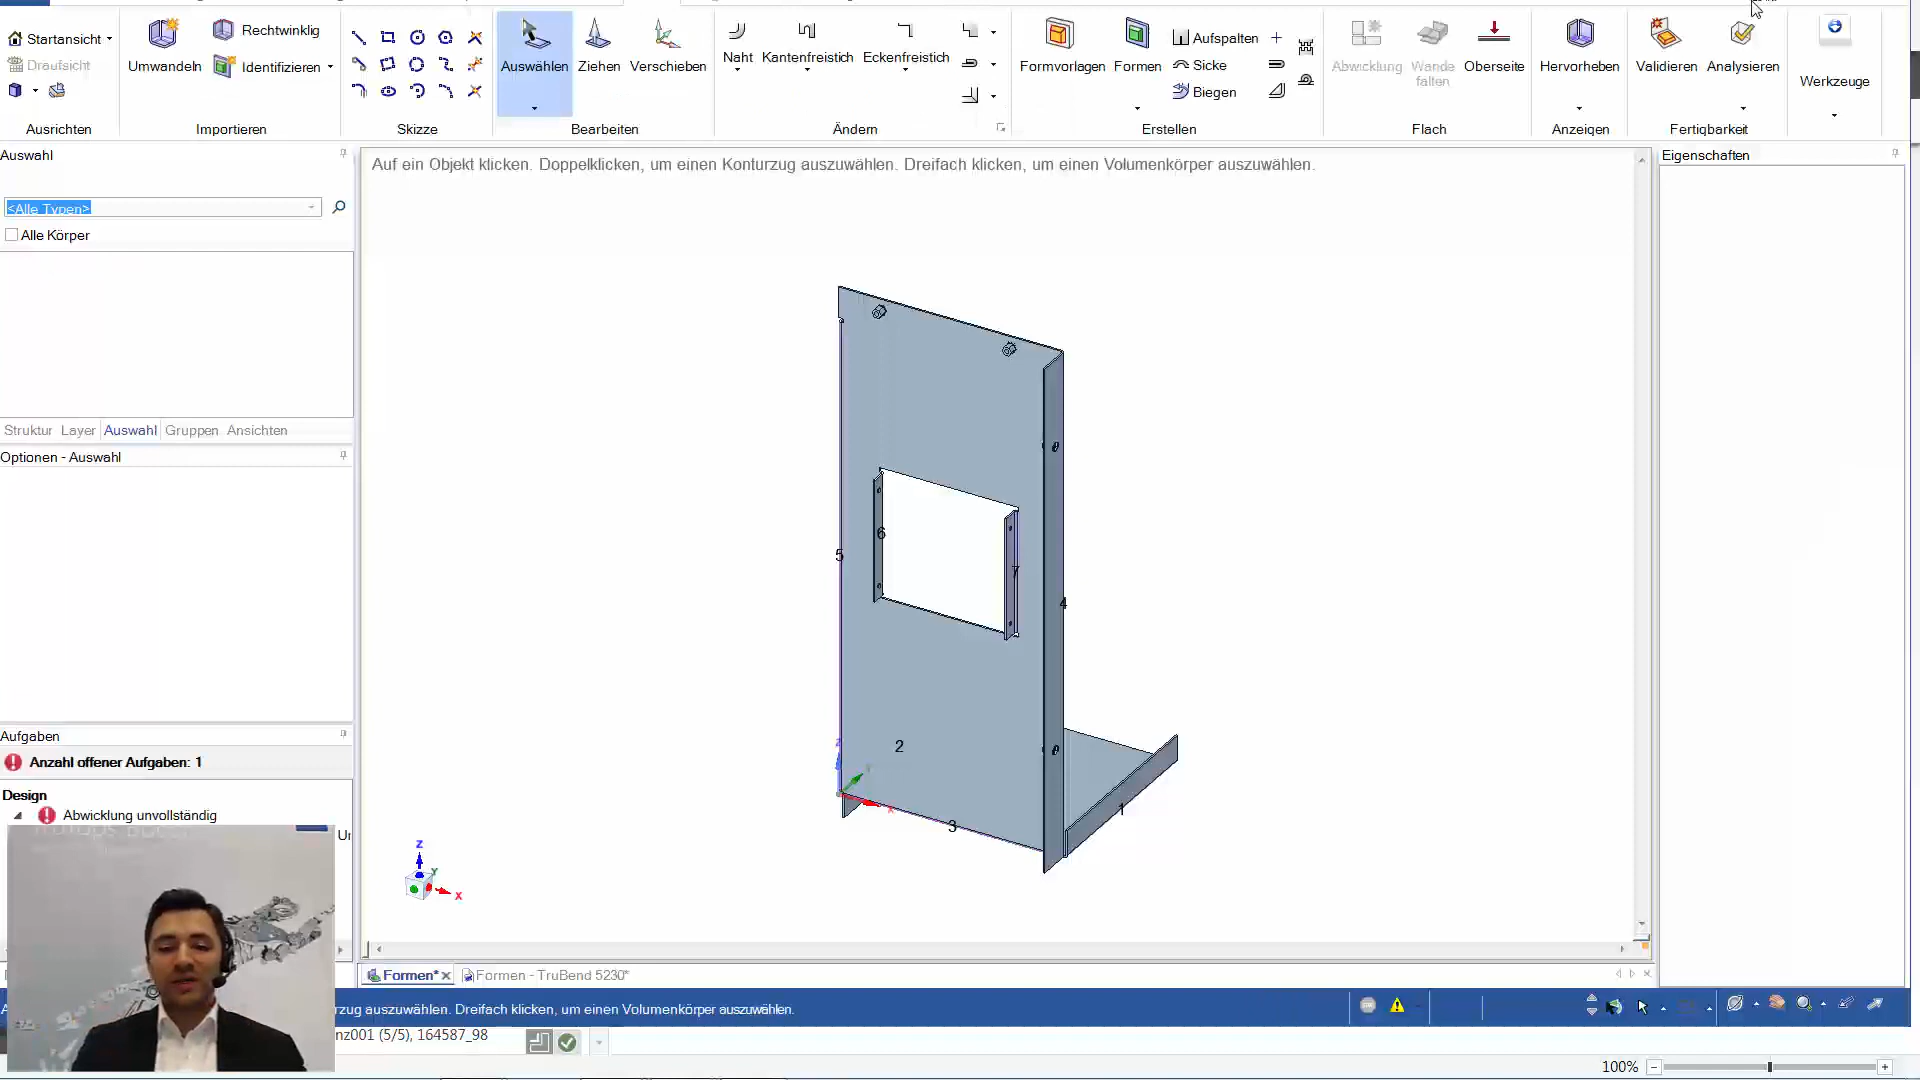 Startansicht
Draufsicht
Ausrichten
Umwandeln
Rechtwinklig
Identifizieren
Importieren
Skizze
Auswählen
Ziehen
Verschieben
Bearbeiten
Naht
Kantenfreistich
Eckenfreistich
Ändern
Formvorlagen
Formen
Aufspalten
Sicke
Biegen
Erstellen
Abwicklung
Wände
falten
Oberseite
Flach
Hervorheben
Anzeigen
Validieren
Analysieren
Fertigbarkeit
Werkzeuge
Auswahl
<Alle Typen>
Alle Körper
Struktur Layer Auswahl Gruppen Ansichten
Optionen - Auswahl
Aufgaben
Anzahl offener Aufgaben: 1
Design
Abwicklung unvollständig
Auf ein Objekt klicken. Doppelklicken, um einen Konturzug auszuwählen. Dreifach klicken, um einen Volumenkörper auszuwählen.
Eigenschaften
6
5
7
4
2
1
3
Z
X
Z
Y
X
Formen*
Formen - TruBend 5230*
rzug auszuwählen. Dreifach klicken, um einen Volumenkörper auszuwählen.
nz001 (5/5), 164587_98
100%